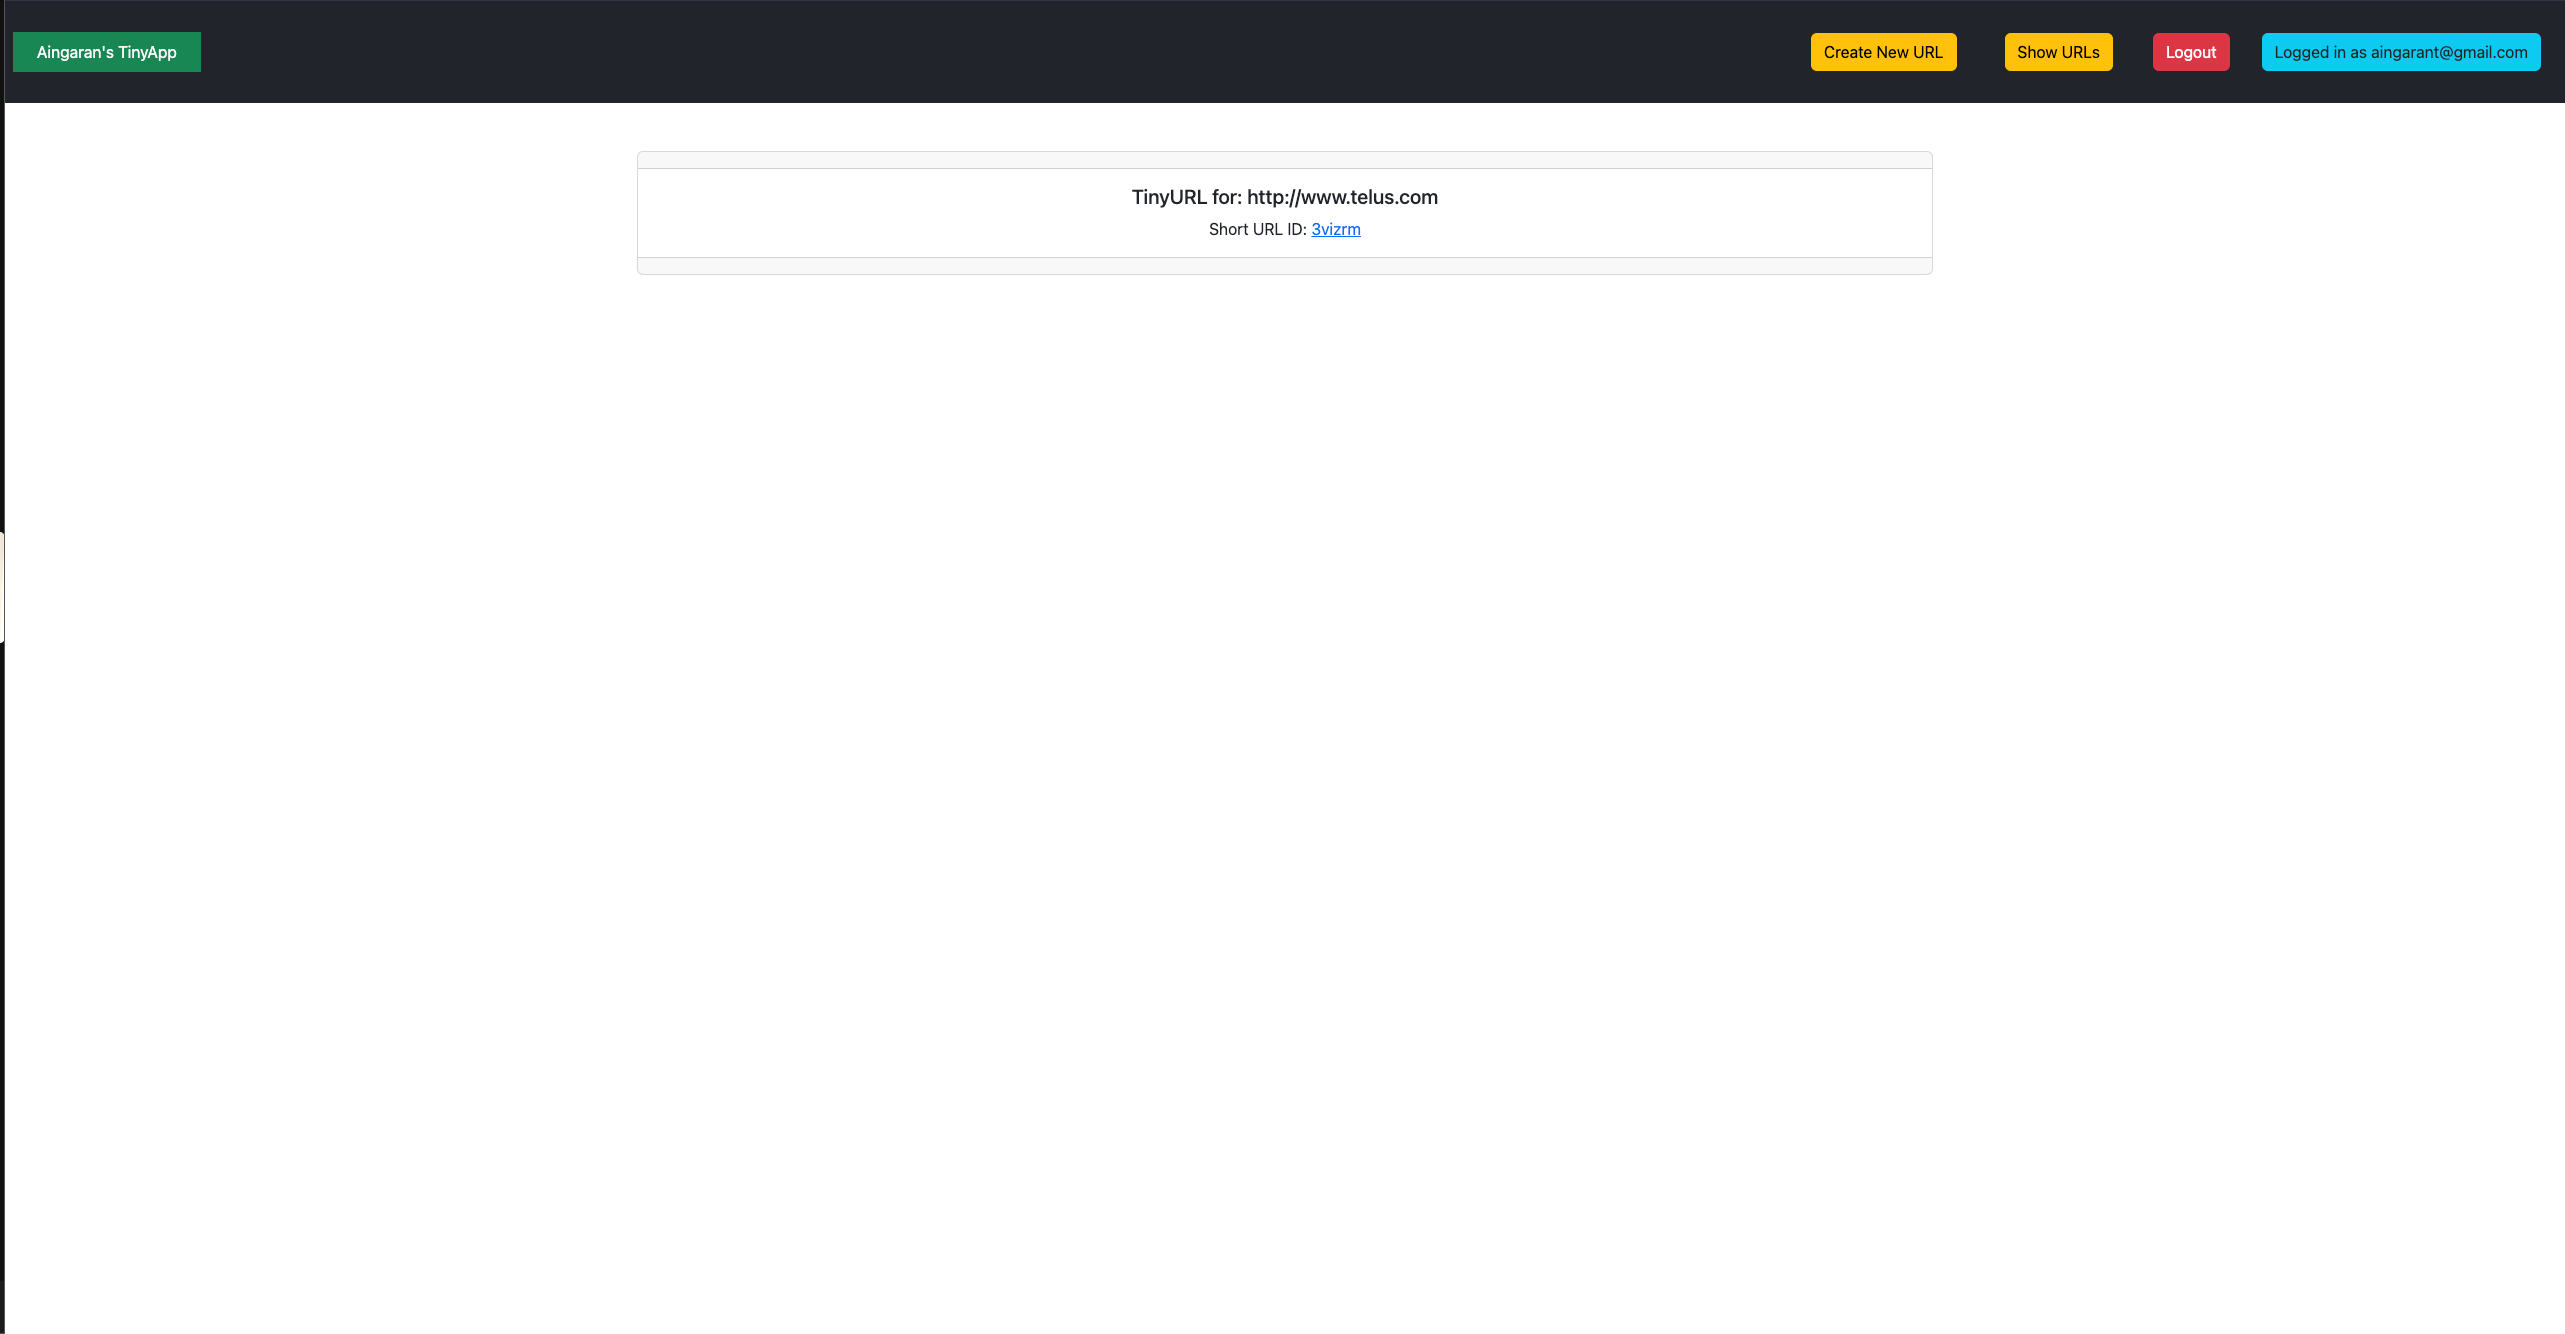 Aingaran's TinyApp
Create New URL
Show URLs
Logout
Logged in as aingarant@gmail.com
TinyURL for: http://www.telus.com
Short URL ID: 3vizrm